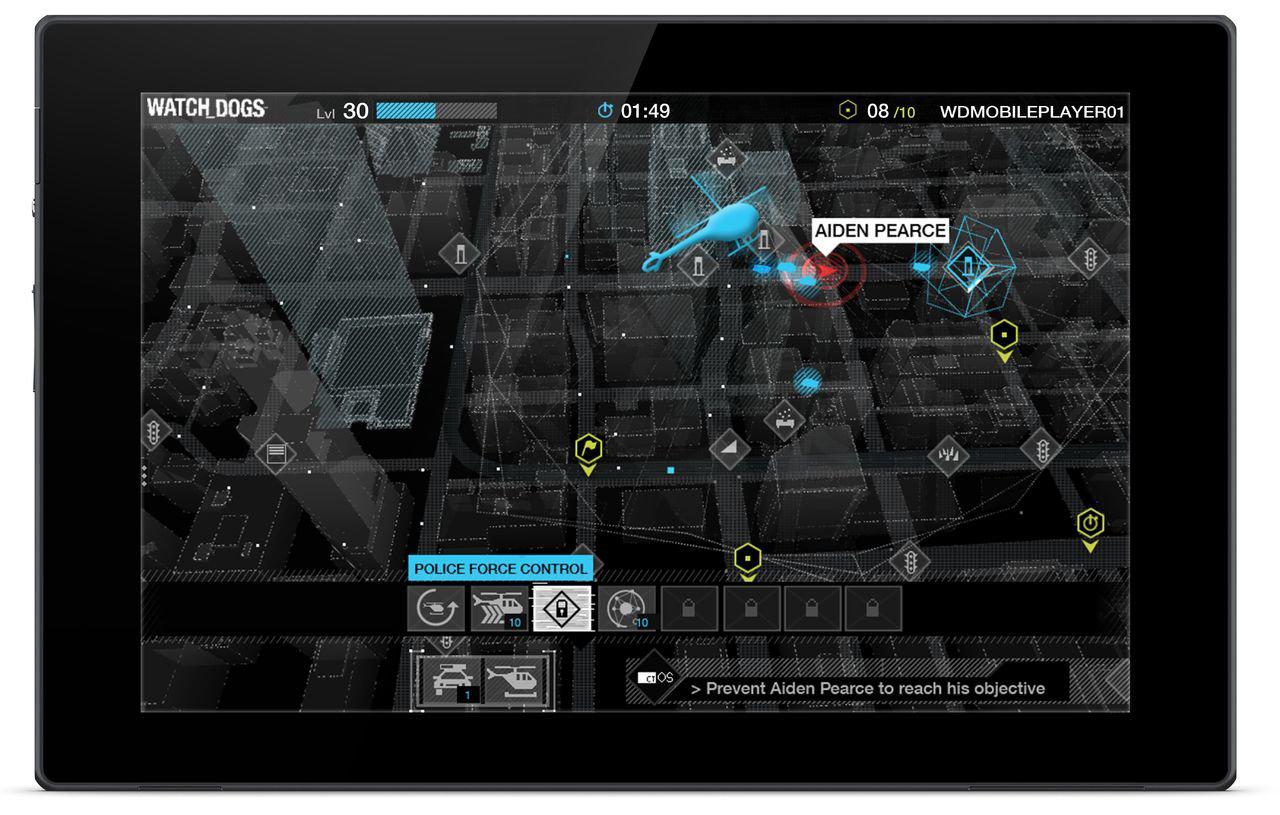 WATCH_DOGS
Lvl 30
01:49
08 /10
WDMOBILEPLAYER01
AIDEN PEARCE
POLICE FORCE CONTROL
10
10
1
ctOS
> Prevent Aiden Pearce to reach his objective